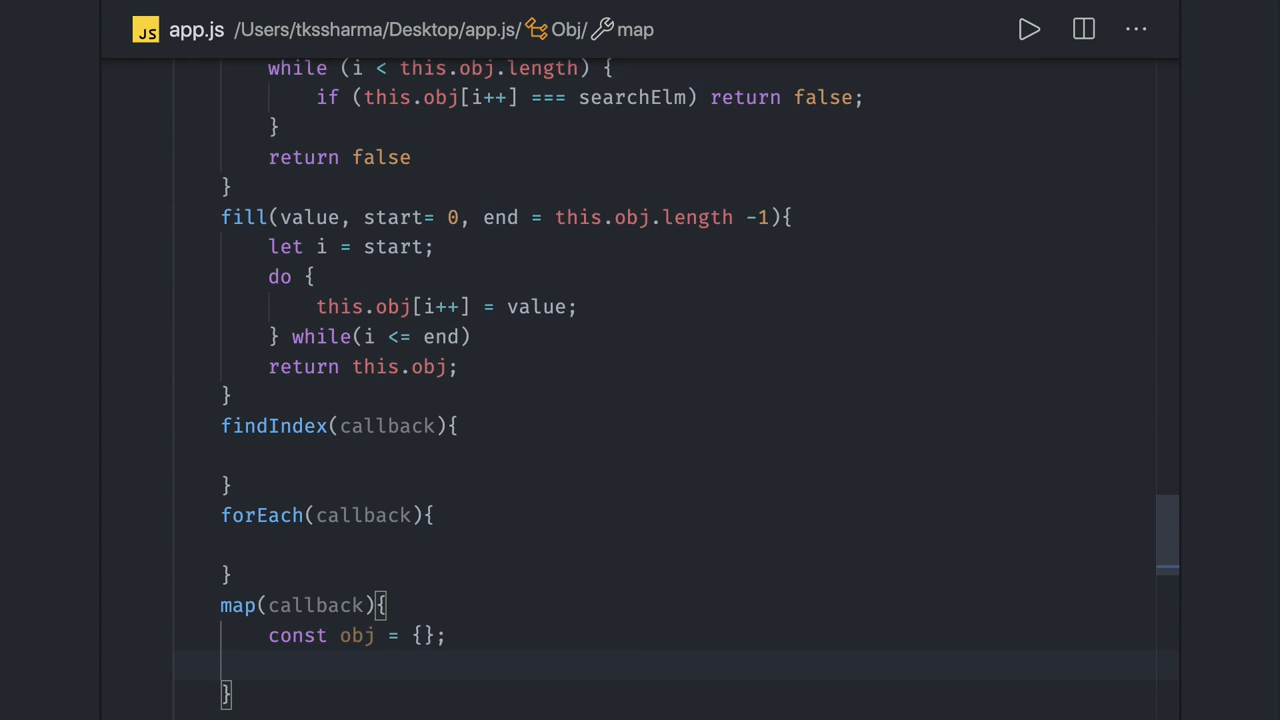 JS app.js /Users/tkssharma/Desktop/app.js/ Obj/ map
while (i < this.obj.length) {
if (this.obj[i++] === searchElm) return false;
}
return false
}
fill(value, start= 0, end = this.obj.length -1){
let i = start;
do {
this.obj[i++] = value;
} while(i <= end)
return this.obj;
}
findIndex(callback){
}
forEach(callback){
}
map(callback){
const obj = {};
}